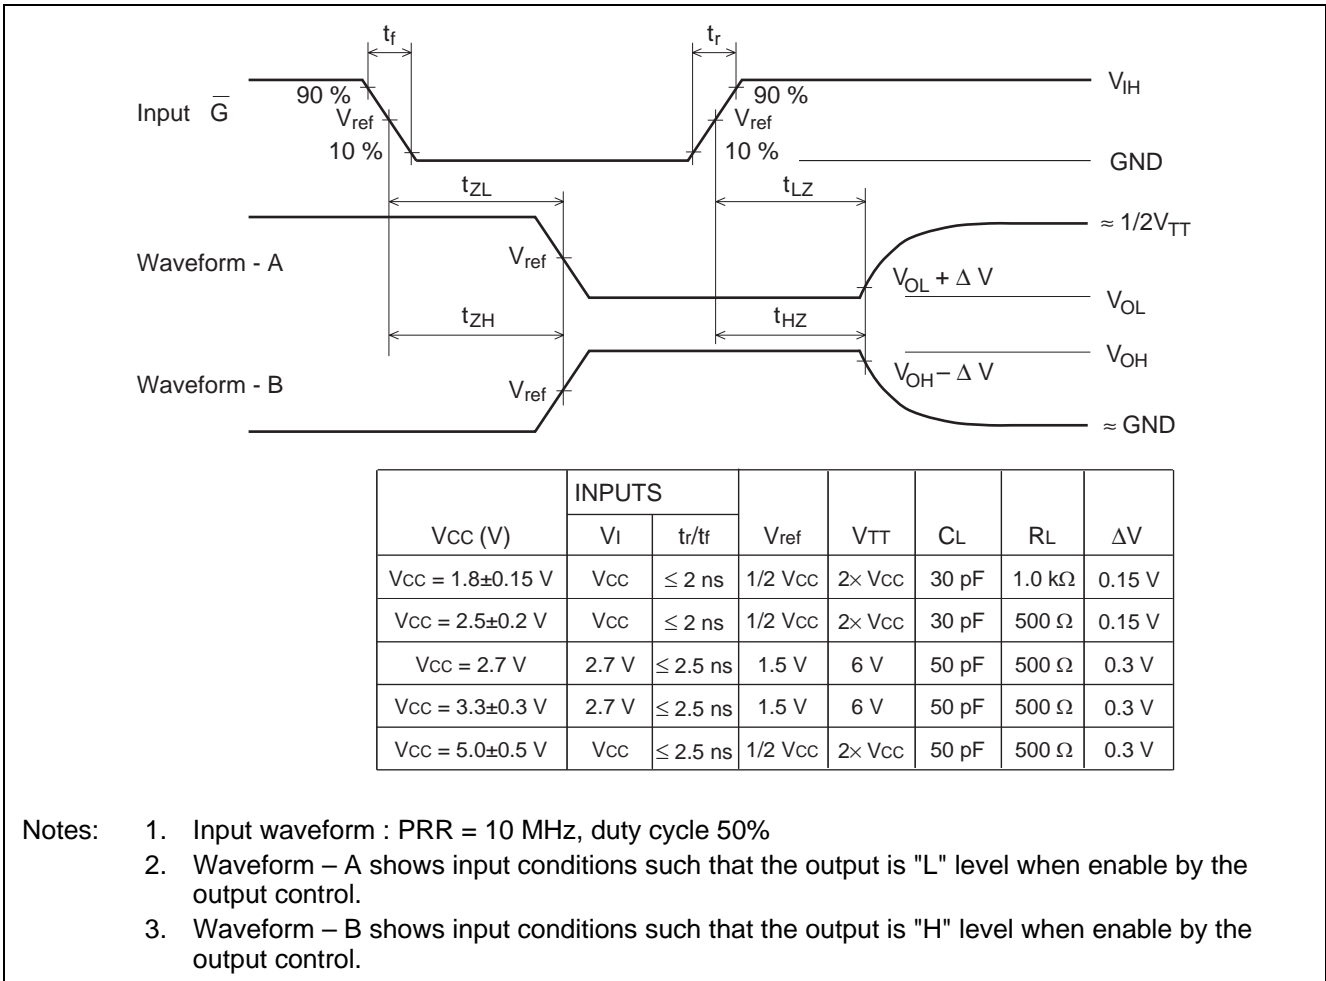 tf tr
Input G̅ 90 % Vref 10 % 90 % Vref 10 % VIH
GND
tZL tLZ
≈ 1/2VTT
Waveform - A Vref VOL + Δ V
VOL
tZH tHZ
VOH
Waveform - B Vref VOH – Δ V
≈ GND
INPUTS
VCC (V) VI tr/tf Vref VTT CL RL ΔV
VCC = 1.8±0.15 V VCC ≤ 2 ns 1/2 VCC 2× VCC 30 pF 1.0 kΩ 0.15 V
VCC = 2.5±0.2 V VCC ≤ 2 ns 1/2 VCC 2× VCC 30 pF 500 Ω 0.15 V
VCC = 2.7 V 2.7 V ≤ 2.5 ns 1.5 V 6 V 50 pF 500 Ω 0.3 V
VCC = 3.3±0.3 V 2.7 V ≤ 2.5 ns 1.5 V 6 V 50 pF 500 Ω 0.3 V
VCC = 5.0±0.5 V VCC ≤ 2.5 ns 1/2 VCC 2× VCC 50 pF 500 Ω 0.3 V
Notes: 1. Input waveform : PRR = 10 MHz, duty cycle 50%
2. Waveform – A shows input conditions such that the output is "L" level when enable by the
output control.
3. Waveform – B shows input conditions such that the output is "H" level when enable by the
output control.